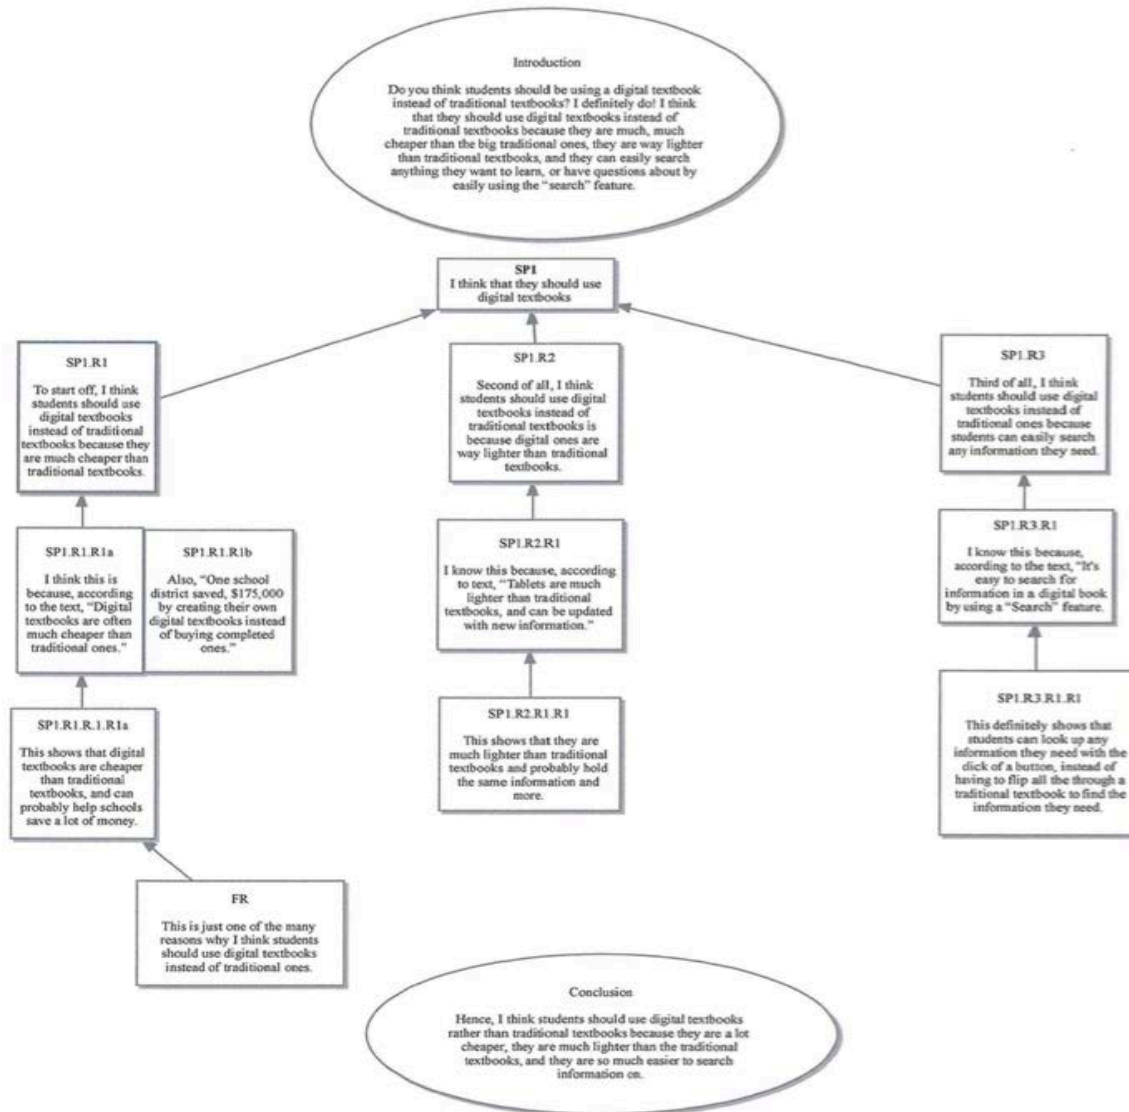 Introduction
Do you think students should be using a digital textbook
instead of traditional textbooks? I definitely do! I think
that they should use digital textbooks instead of
traditional textbooks because they are much, much
cheaper than the big traditional ones, they are way lighter
than traditional textbooks, and they can easily search
anything they want to learn, or have questions about by
easily using the “search” feature.
SP1
I think that they should use
digital textbooks
SP1.R1
To start off, I think
students should use
digital textbooks
instead of traditional
textbooks because they
are much cheaper than
traditional textbooks.
SP1.R2
Second of all, I think
students should use digital
textbooks instead of
traditional textbooks is
because digital ones are
way lighter than traditional
textbooks.
SP1.R3
Third of all, I think
students should use digital
textbooks instead of
traditional ones because
students can easily search
any information they need.
SP1.R1.R1a
I think this is
because, according
to the text, “Digital
textbooks are often
much cheaper than
traditional ones.”
SP1.R1.R1b
Also, “One school
district saved, $175,000
by creating their own
digital textbooks instead
of buying completed
ones.”
SP1.R2.R1
I know this because, according
to text, “Tablets are much
lighter than traditional
textbooks, and can be updated
with new information.”
SP1.R3.R1
I know this because,
according to the text, “It's
easy to search for
information in a digital book
by using a “Search” feature.
SP1.R1.R.1.R1a
This shows that digital
textbooks are cheaper
than traditional
textbooks, and can
probably help schools
save a lot of money.
SP1.R2.R1.R1
This shows that they are
much lighter than traditional
textbooks and probably hold
the same information and
more.
SP1.R3.R1.R1
This definitely shows that
students can look up any
information they need with the
click of a button, instead of
having to flip all the through a
traditional textbook to find the
information they need.
FR
This is just one of the many
reasons why I think students
should use digital textbooks
instead of traditional ones.
Conclusion
Hence, I think students should use digital textbooks
rather than traditional textbooks because they are a lot
cheaper, they are much lighter than the traditional
textbooks, and they are so much easier to search
information on.